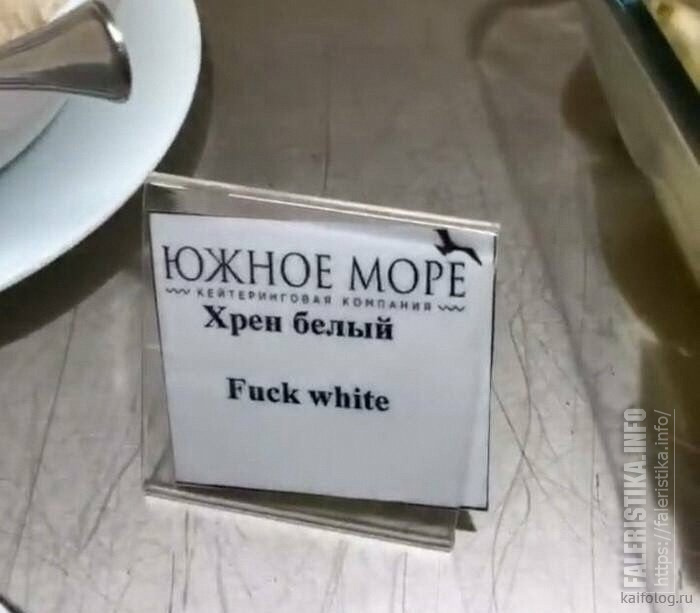 ЮЖНОЕ МОРЕ
КЕЙТЕРИНГОВАЯ КОМПАНИЯ
Хрен белый
Fuck white
FALERISTIKA.INFO
https://faleristika.info/
kaifolog.ru